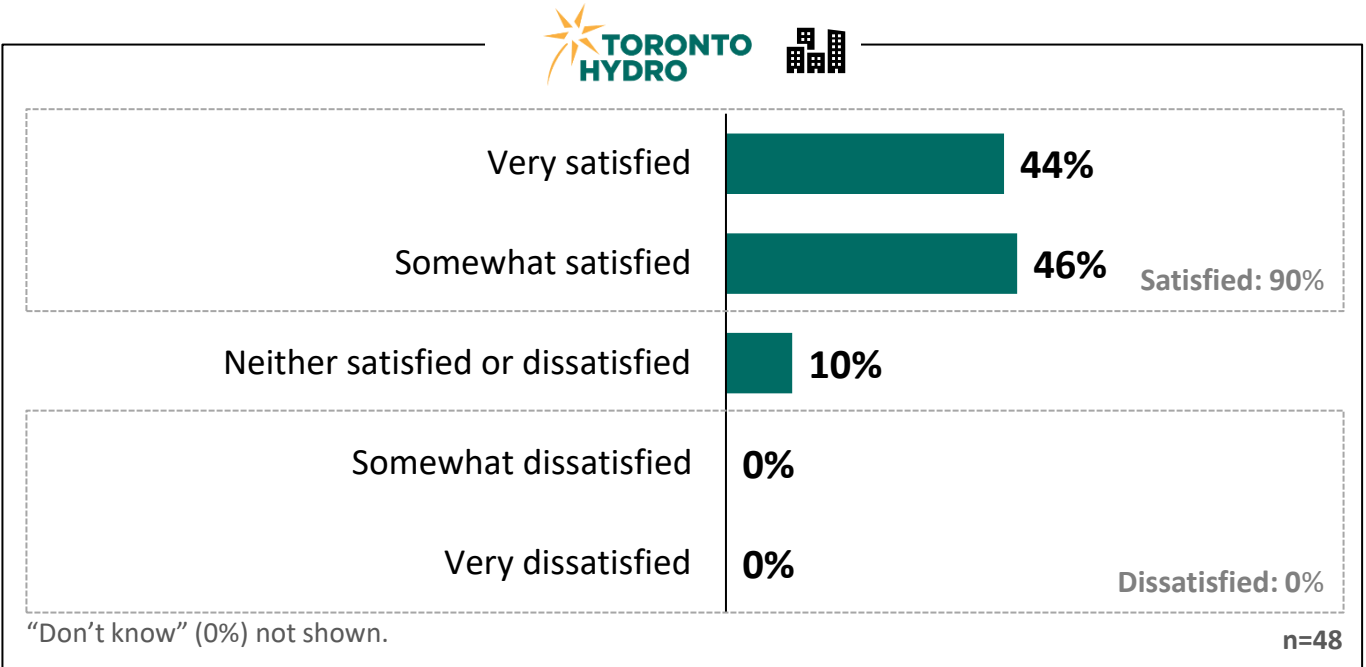 TORONTO
HYDRO
Very satisfied 44%
Somewhat satisfied 46%
Satisfied: 90%
Neither satisfied or dissatisfied 10%
Somewhat dissatisfied 0%
Very dissatisfied 0%
Dissatisfied: 0%
“Don’t know” (0%) not shown.
n=48